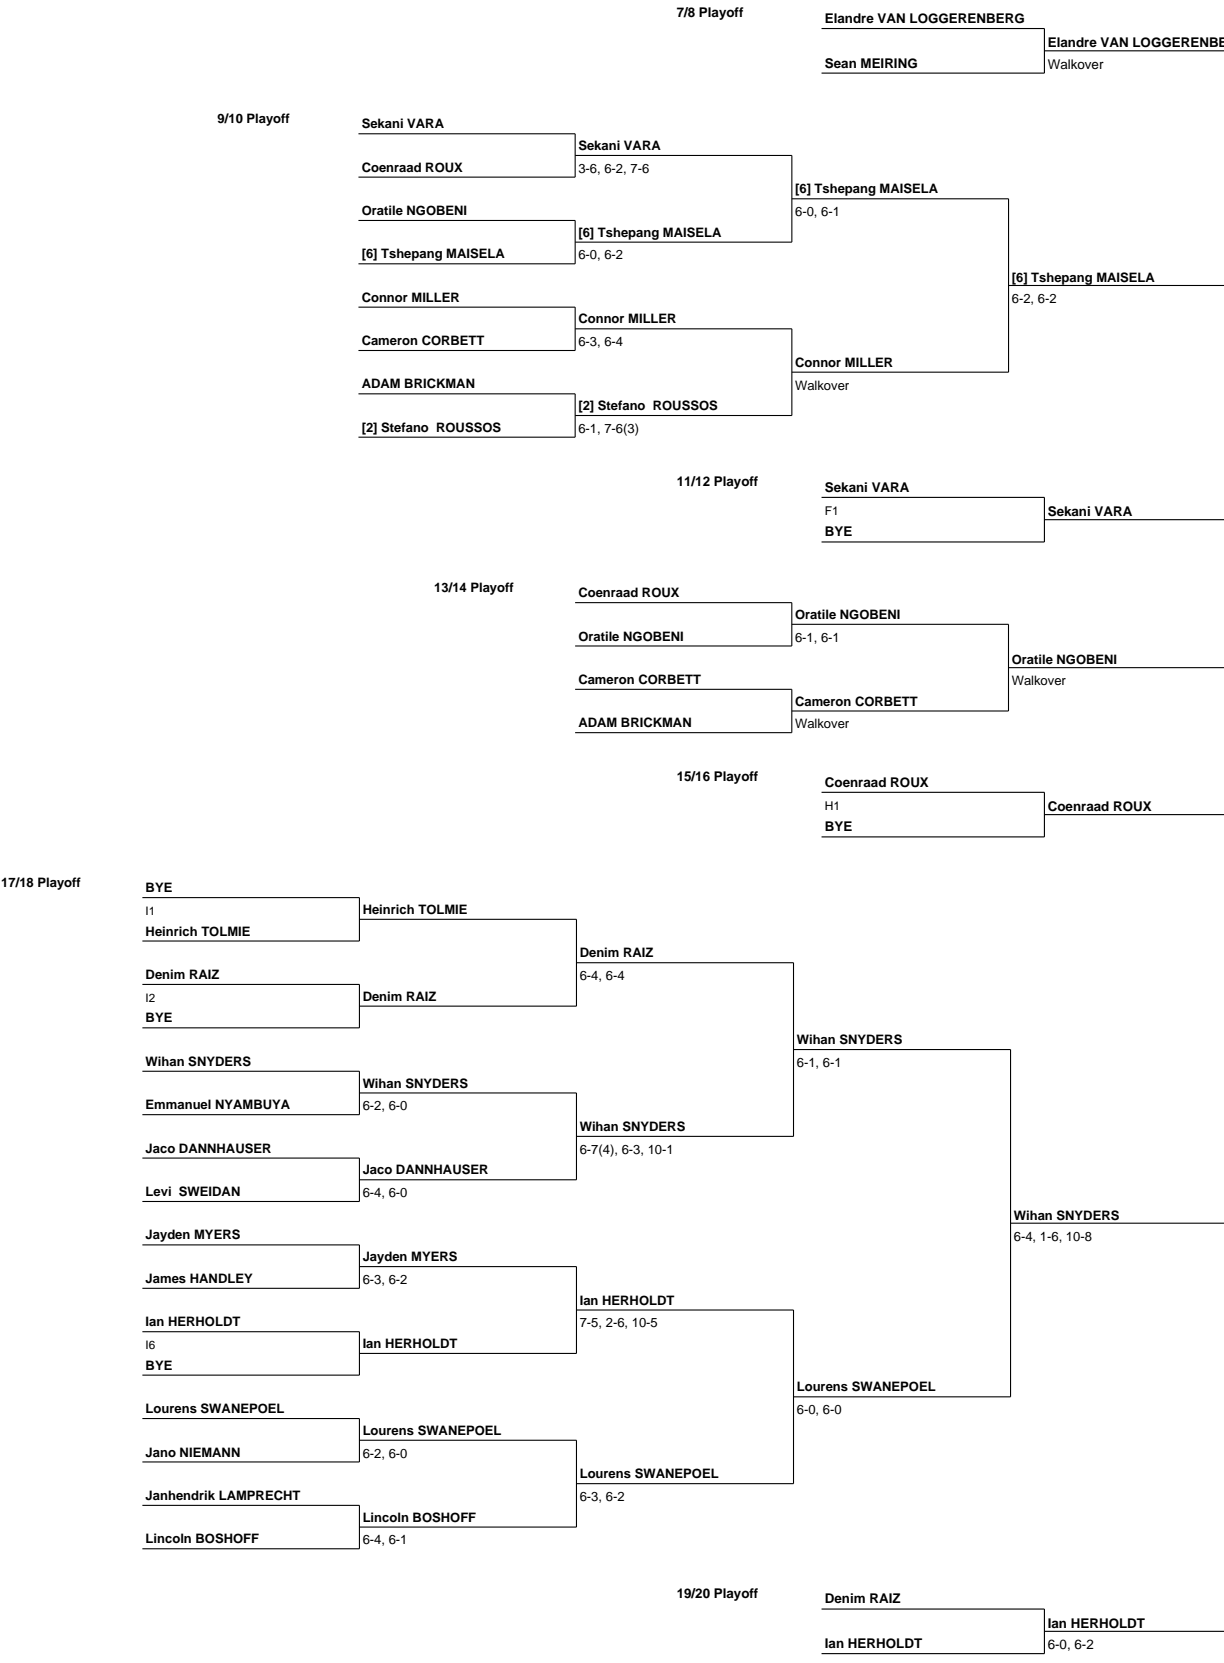 7/8 Playoff
Elandre VAN LOGGERENBERG
Elandre VAN LOGGERENBE
Sean MEIRING
Walkover
9/10 Playoff
Sekani VARA
Sekani VARA
Coenraad ROUX
3-6, 6-2, 7-6
[6] Tshepang MAISELA
Oratile NGOBENI
6-0, 6-1
[6] Tshepang MAISELA
[6] Tshepang MAISELA
6-0, 6-2
[6] Tshepang MAISELA
Connor MILLER
6-2, 6-2
Connor MILLER
Cameron CORBETT
6-3, 6-4
Connor MILLER
ADAM BRICKMAN
Walkover
[2] Stefano  ROUSSOS
[2] Stefano  ROUSSOS
6-1, 7-6(3)
11/12 Playoff
Sekani VARA
F1
Sekani VARA
BYE
13/14 Playoff
Coenraad ROUX
Oratile NGOBENI
Oratile NGOBENI
6-1, 6-1
Oratile NGOBENI
Cameron CORBETT
Walkover
Cameron CORBETT
ADAM BRICKMAN
Walkover
15/16 Playoff
Coenraad ROUX
H1
Coenraad ROUX
BYE
17/18 Playoff
BYE
I1
Heinrich TOLMIE
Heinrich TOLMIE
Denim RAIZ
Denim RAIZ
6-4, 6-4
I2
Denim RAIZ
BYE
Wihan SNYDERS
Wihan SNYDERS
6-1, 6-1
Wihan SNYDERS
Emmanuel NYAMBUYA
6-2, 6-0
Wihan SNYDERS
Jaco DANNHAUSER
6-7(4), 6-3, 10-1
Jaco DANNHAUSER
Levi  SWEIDAN
6-4, 6-0
Wihan SNYDERS
Jayden MYERS
6-4, 1-6, 10-8
Jayden MYERS
James HANDLEY
6-3, 6-2
Ian HERHOLDT
Ian HERHOLDT
7-5, 2-6, 10-5
I6
Ian HERHOLDT
BYE
Lourens SWANEPOEL
Lourens SWANEPOEL
6-0, 6-0
Lourens SWANEPOEL
Jano NIEMANN
6-2, 6-0
Lourens SWANEPOEL
Janhendrik LAMPRECHT
6-3, 6-2
Lincoln BOSHOFF
Lincoln BOSHOFF
6-4, 6-1
19/20 Playoff
Denim RAIZ
Ian HERHOLDT
Ian HERHOLDT
6-0, 6-2